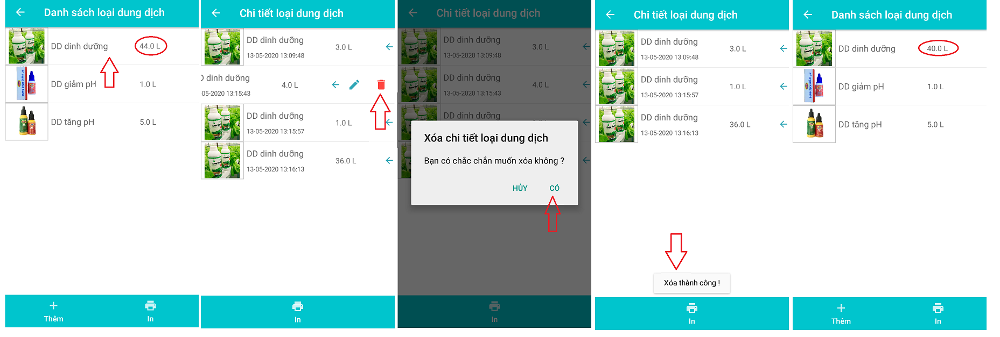 Danh sách loại dung dịch
DD dinh dưỡng 44.0 L
DD giảm pH 1.0 L
DD tăng pH 5.0 L
Thêm In
Chi tiết loại dung dịch
DD dinh dưỡng
3.0 L
13-05-2020 13:09:48
D dinh dưỡng
4.0 L
-05-2020 13:15:43
DD dinh dưỡng
1.0 L
13-05-2020 13:15:57
DD dinh dưỡng
36.0 L
13-05-2020 13:16:13
In
Chi tiết loại dung dịch
DD dinh dưỡng
3.0 L
13-05-2020 13:09:48
DD dinh dưỡng
4.0 L
13-05-2020 13:15:43
DD dinh dưỡng
Xóa chi tiết loại dung dịch
Bạn có chắc chắn muốn xóa không ?
HỦY CÓ
In
Chi tiết loại dung dịch
DD dinh dưỡng
3.0 L
13-05-2020 13:09:48
DD dinh dưỡng
1.0 L
13-05-2020 13:15:57
DD dinh dưỡng
36.0 L
13-05-2020 13:16:13
Xóa thành công !
In
Danh sách loại dung dịch
DD dinh dưỡng 40.0 L
DD giảm pH 1.0 L
DD tăng pH 5.0 L
Thêm In